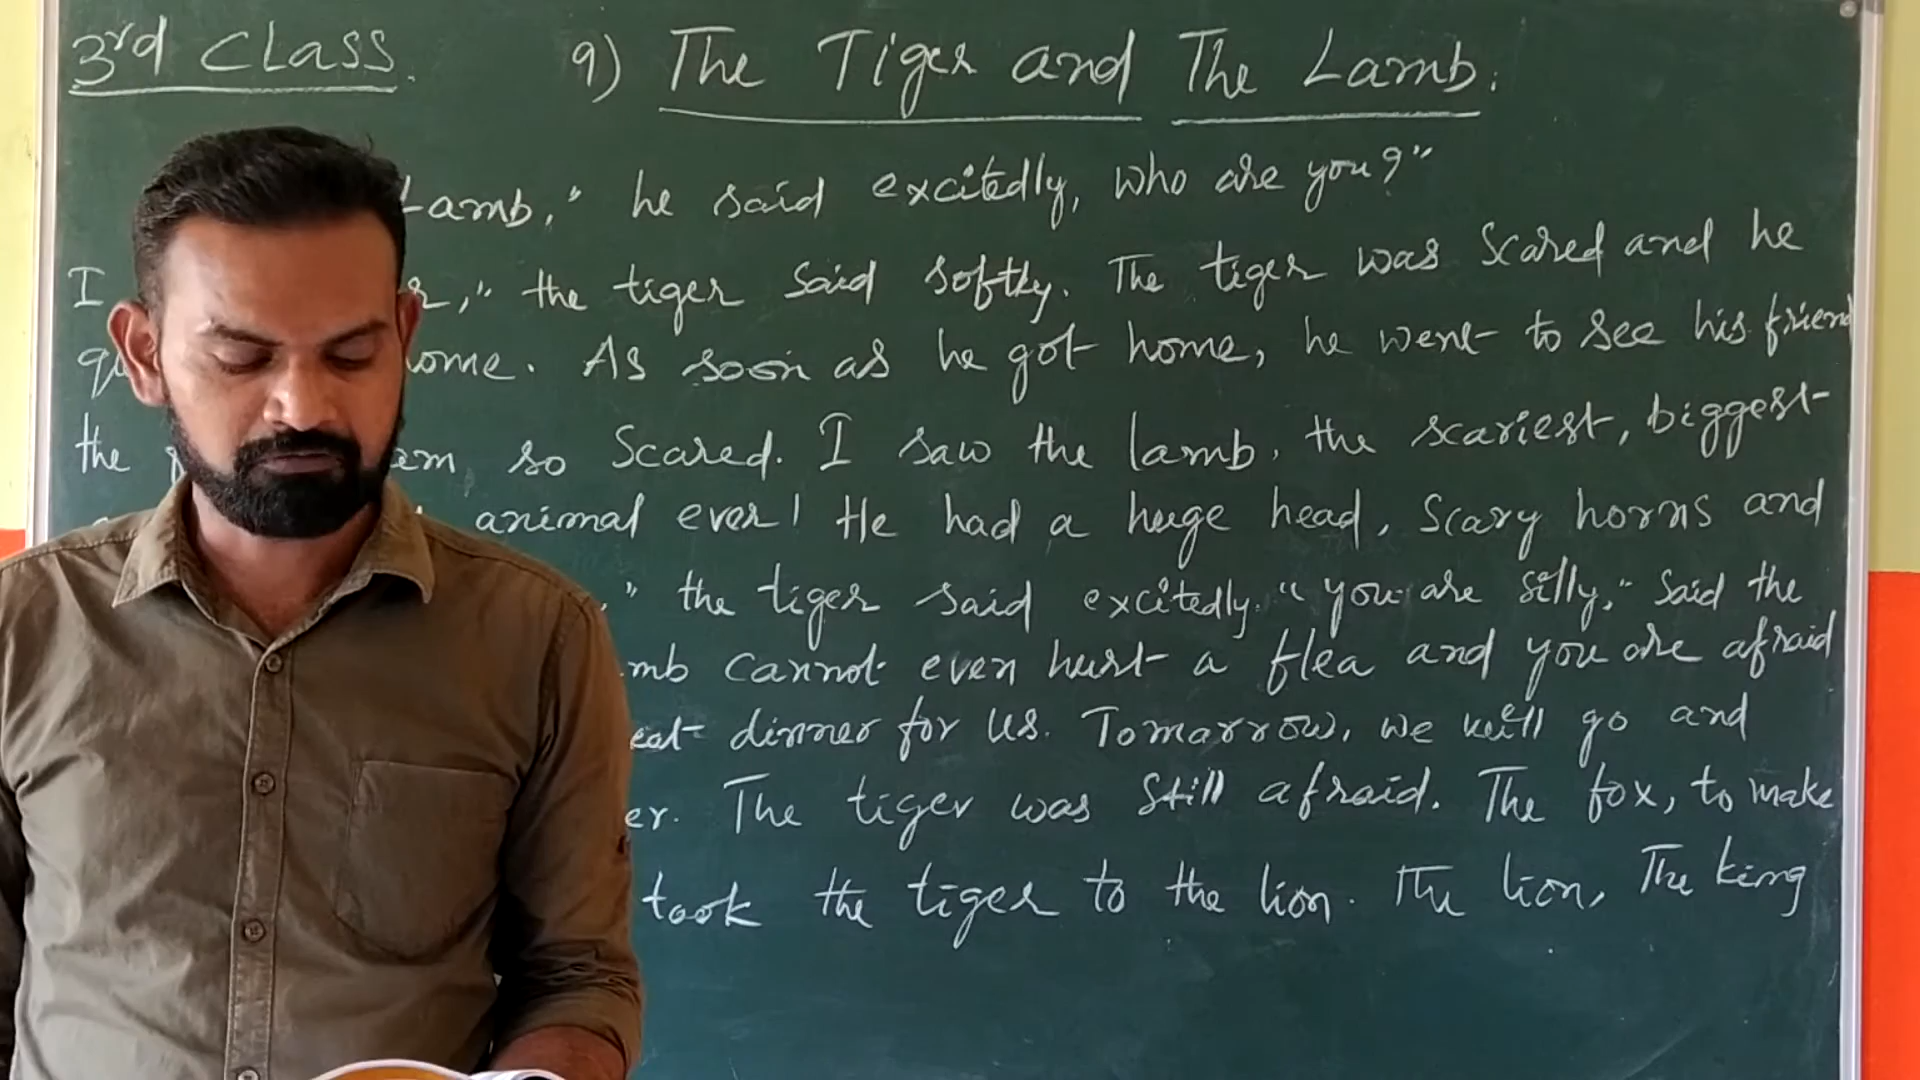 3rd CLass. 9) The Tiger and The Lamb.
Lamb," he said excitedly, who are you?"
I the tiger said softly. The tiger was Scared and he
home. As soon as he got home, he went to see his friend
the so Scared. I saw the lamb, the scariest, biggest
animal ever! He had a huge head, Scary horns and
" the tiger said excitedly. "you are silly," said the
cannot even hurt a flea and you are afraid
dinner for us. Tomarrow, we will go and
The tiger was still afraid. The fox, to make
took the tiger to the lion. The lion, The king